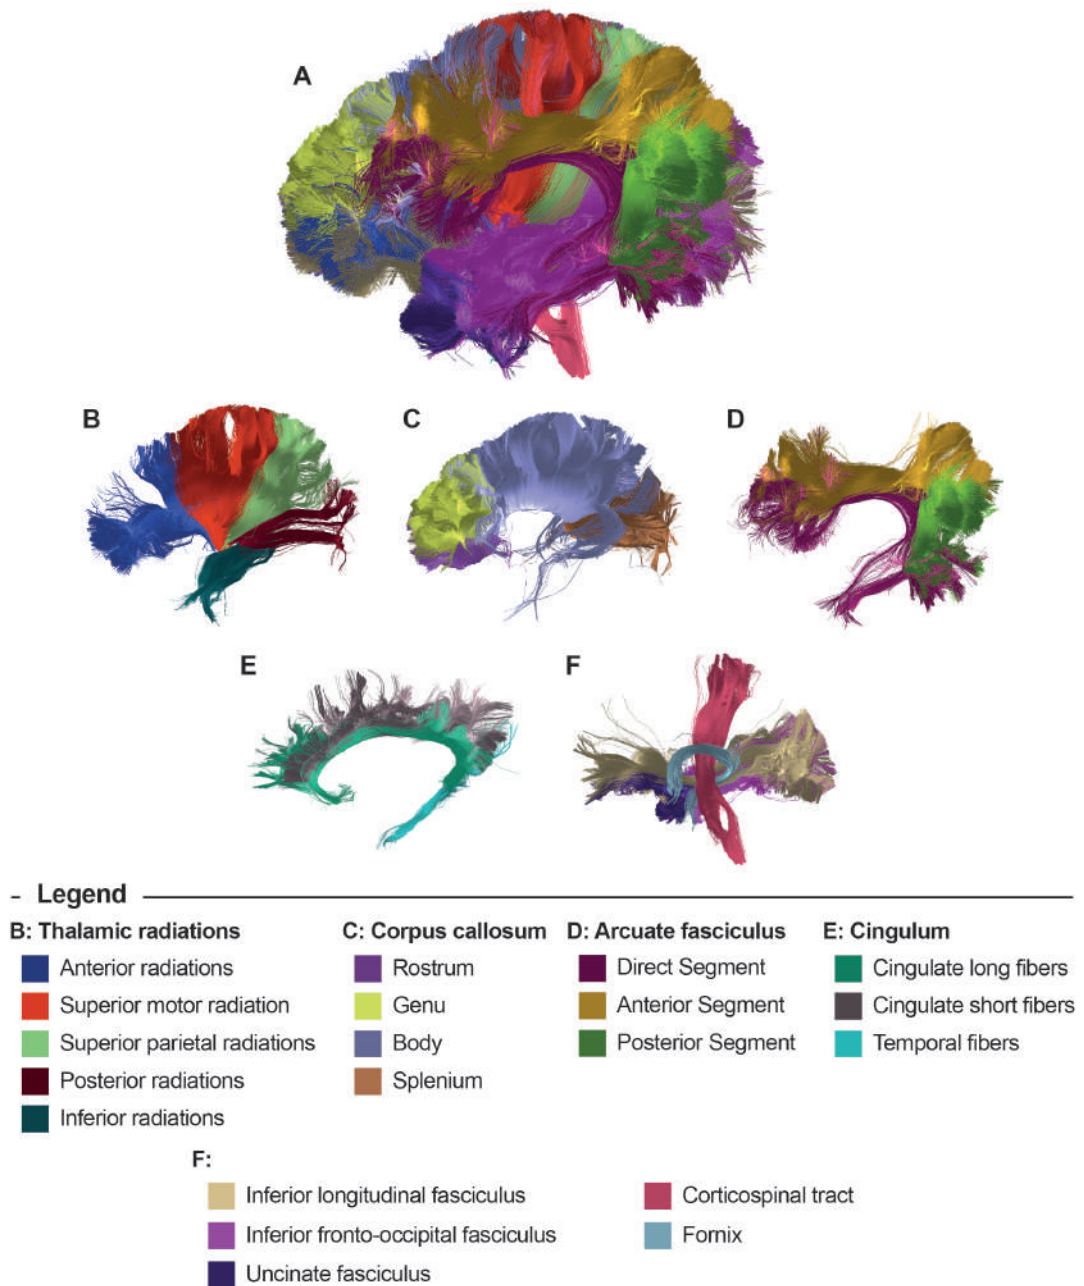 A
B
C
D
E
F
- Legend
B: Thalamic radiations
Anterior radiations
Superior motor radiation
Superior parietal radiations
Posterior radiations
Inferior radiations
C: Corpus callosum
Rostrum
Genu
Body
Splenium
D: Arcuate fasciculus
Direct Segment
Anterior Segment
Posterior Segment
E: Cingulum
Cingulate long fibers
Cingulate short fibers
Temporal fibers
F:
Inferior longitudinal fasciculus
Inferior fronto-occipital fasciculus
Uncinate fasciculus
Corticospinal tract
Fornix